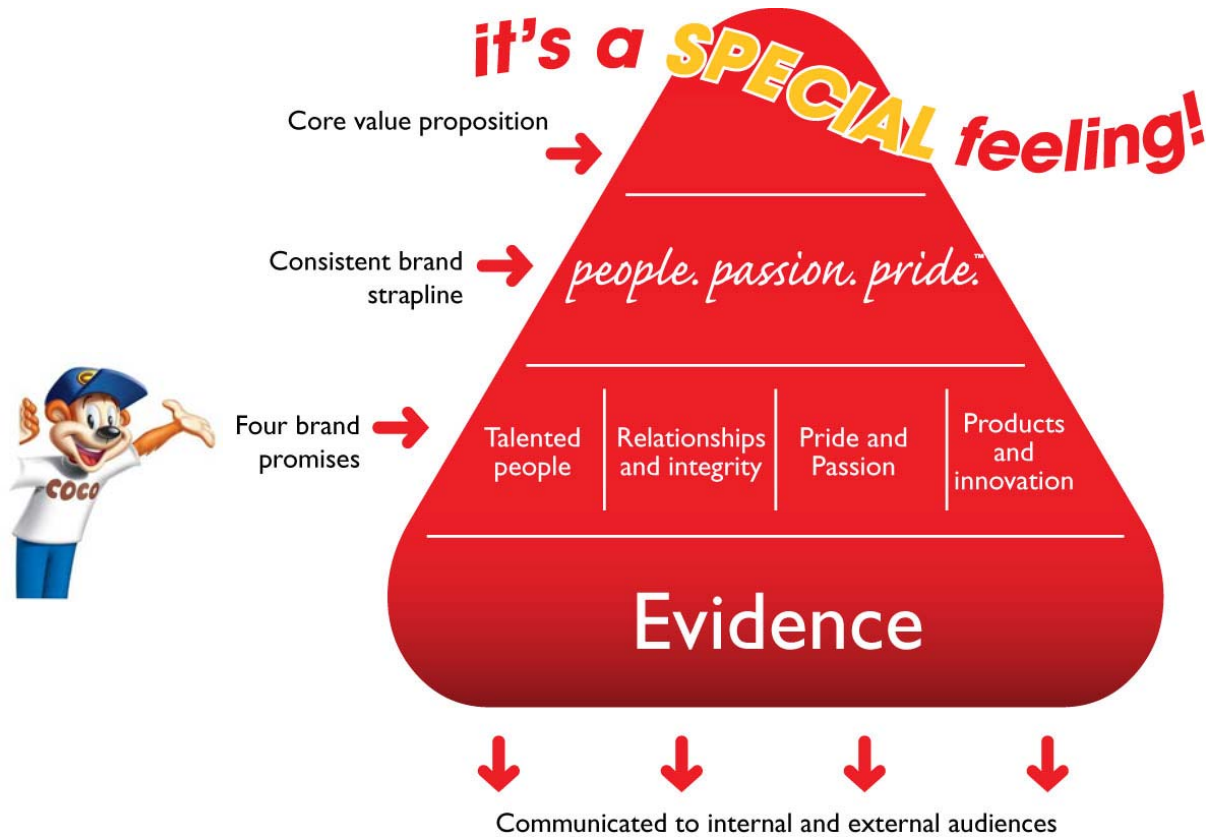 it's a SPECIAL feeling!
Core value proposition
Consistent brand
strapline
people. passion. pride.™
Four brand
promises
Talented
people
Relationships
and integrity
Pride and
Passion
Products
and
innovation
C
COCO
Evidence
Communicated to internal and external audiences